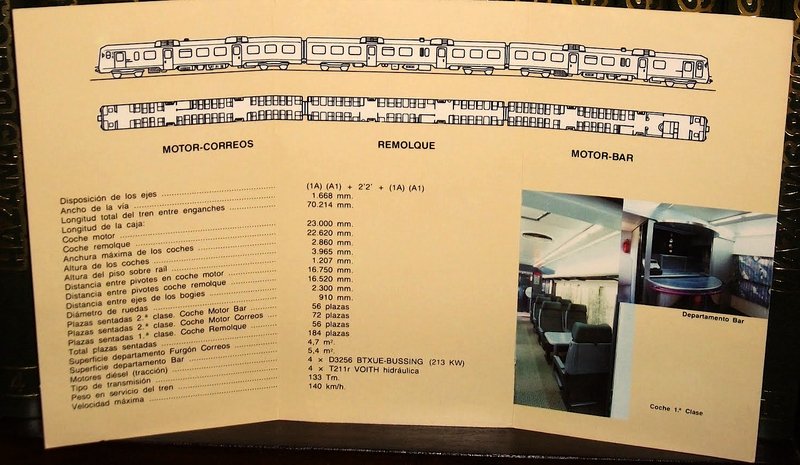 MOTOR-CORREOS
REMOLQUE
MOTOR-BAR
Disposición de los ejes ........ (1A) (A1) + 2'2' + (1A) (A1)
Ancho de la vía ........ 1.668 mm.
Longitud total del tren entre enganches ........ 70.214 mm.
Longitud de la caja:
Coche motor ........ 23.000 mm.
Coche remolque ........ 22.620 mm.
Anchura máxima de los coches ........ 2.860 mm.
Altura de los coches ........ 3.965 mm.
Altura del piso sobre rail ........ 1.207 mm.
Distancia entre pivotes en coche motor ........ 16.750 mm.
Distancia entre pivotes coche remolque ........ 16.520 mm.
Distancia entre ejes de los bogies ........ 2.300 mm.
Diámetro de ruedas ........ 910 mm.
Plazas sentadas 2.ª clase. Coche Motor Bar ........ 56 plazas
Plazas sentadas 2.ª clase. Coche Motor Correos ........ 72 plazas
Plazas sentadas 1.ª clase. Coche Remolque ........ 56 plazas
Total plazas sentadas ........ 184 plazas
Superficie departamento Furgón Correos ........ 4,7 m².
Superficie departamento Bar ........ 5,4 m².
Motores diésel (tracción) ........ 4 × D3256 BTXUE-BUSSING (213 KW)
Tipo de transmisión ........ 4 × T211r VOITH hidráulica
Peso en servicio del tren ........ 133 Tm.
Velocidad máxima ........ 140 km/h.
Departamento Bar
Coche 1.ª Clase